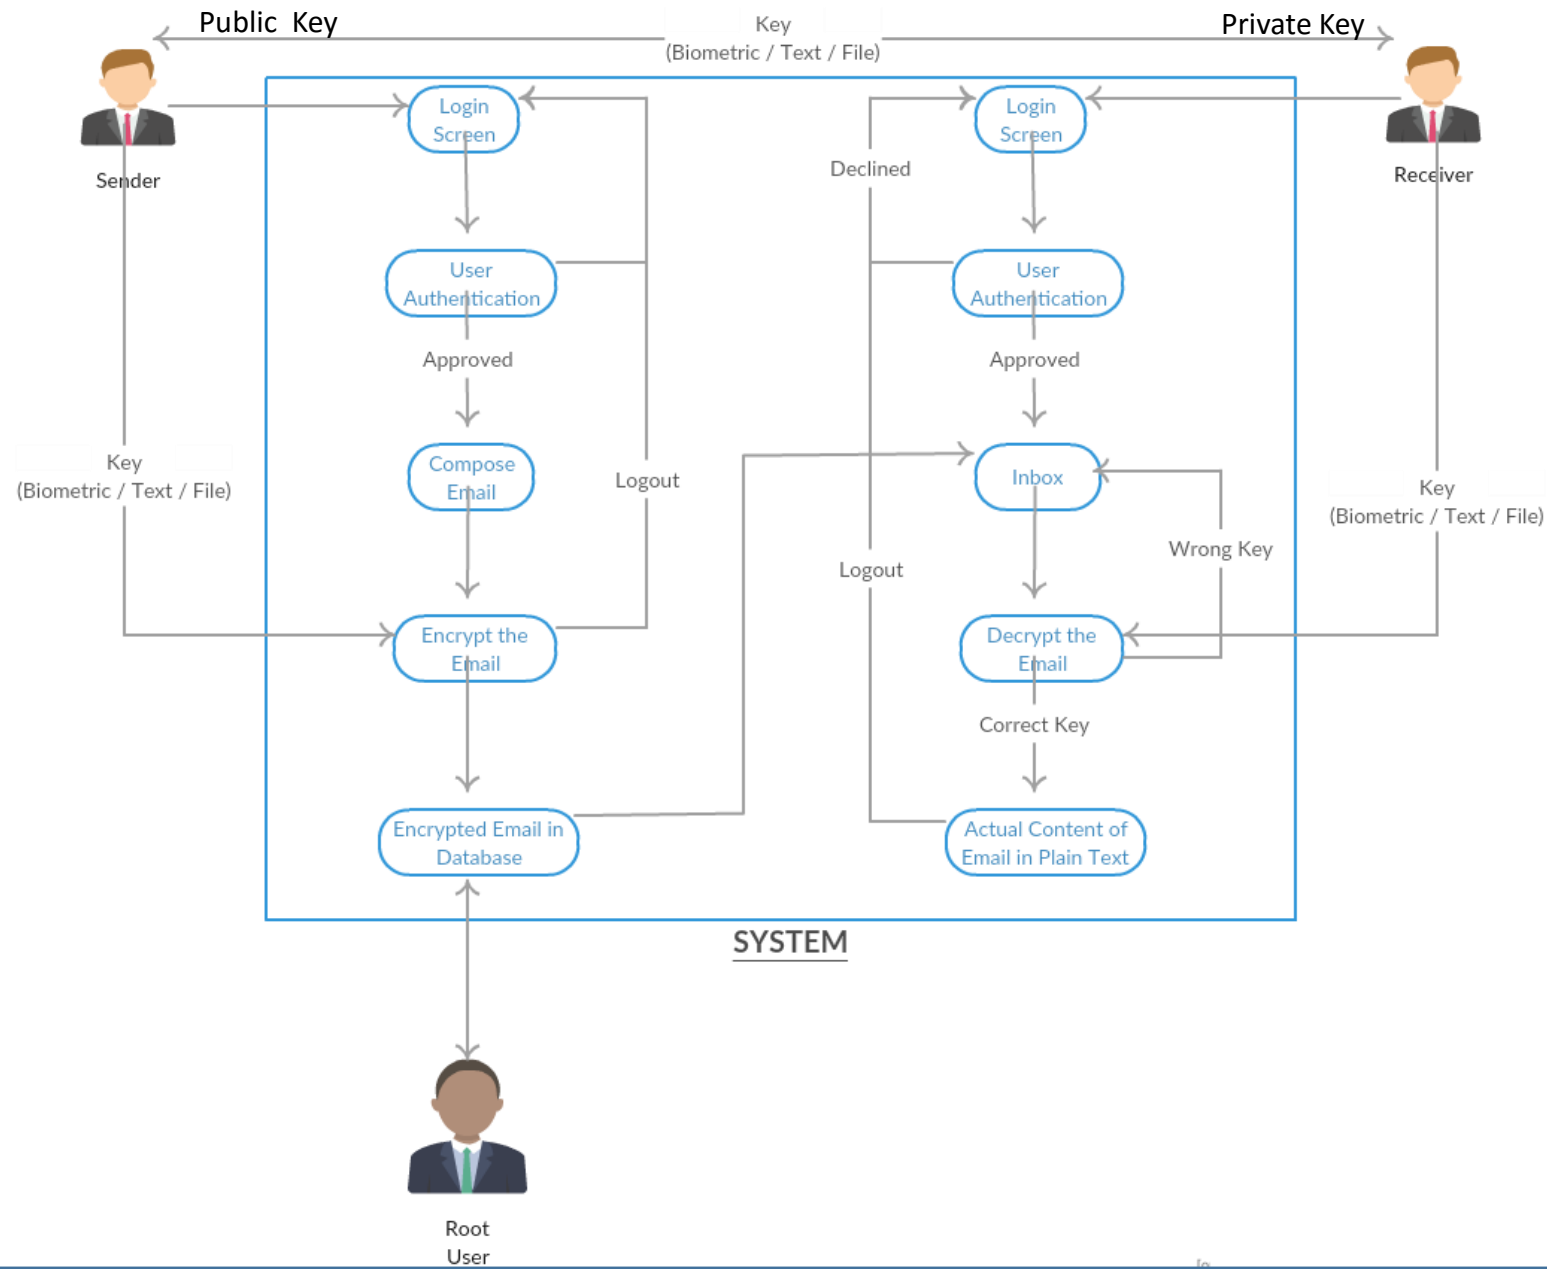 Public  Key
Key
(Biometric / Text / File)
Private Key
Login
Screen
Login
Screen
Sender
Receiver
Declined
User
Authentication
User
Authentication
Approved
Approved
Key
(Biometric / Text / File)
Compose
Email
Logout
Inbox
Key
(Biometric / Text / File)
Wrong Key
Logout
Encrypt the
Email
Decrypt the
Email
Correct Key
Encrypted Email in
Database
Actual Content of
Email in Plain Text
SYSTEM
Root
User